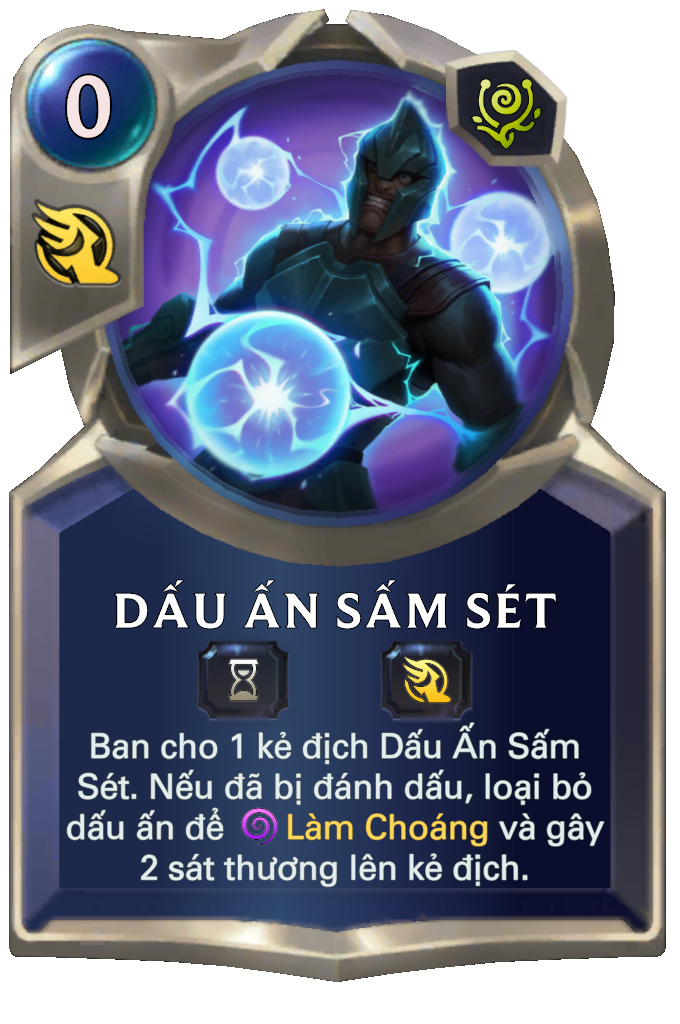 0
DẤU ẤN SẤM SÉT
Ban cho 1 kẻ địch Dấu Ấn Sấm
Sét. Nếu đã bị đánh dấu, loại bỏ
dấu ấn để Làm Choáng và gây
2 sát thương lên kẻ địch.